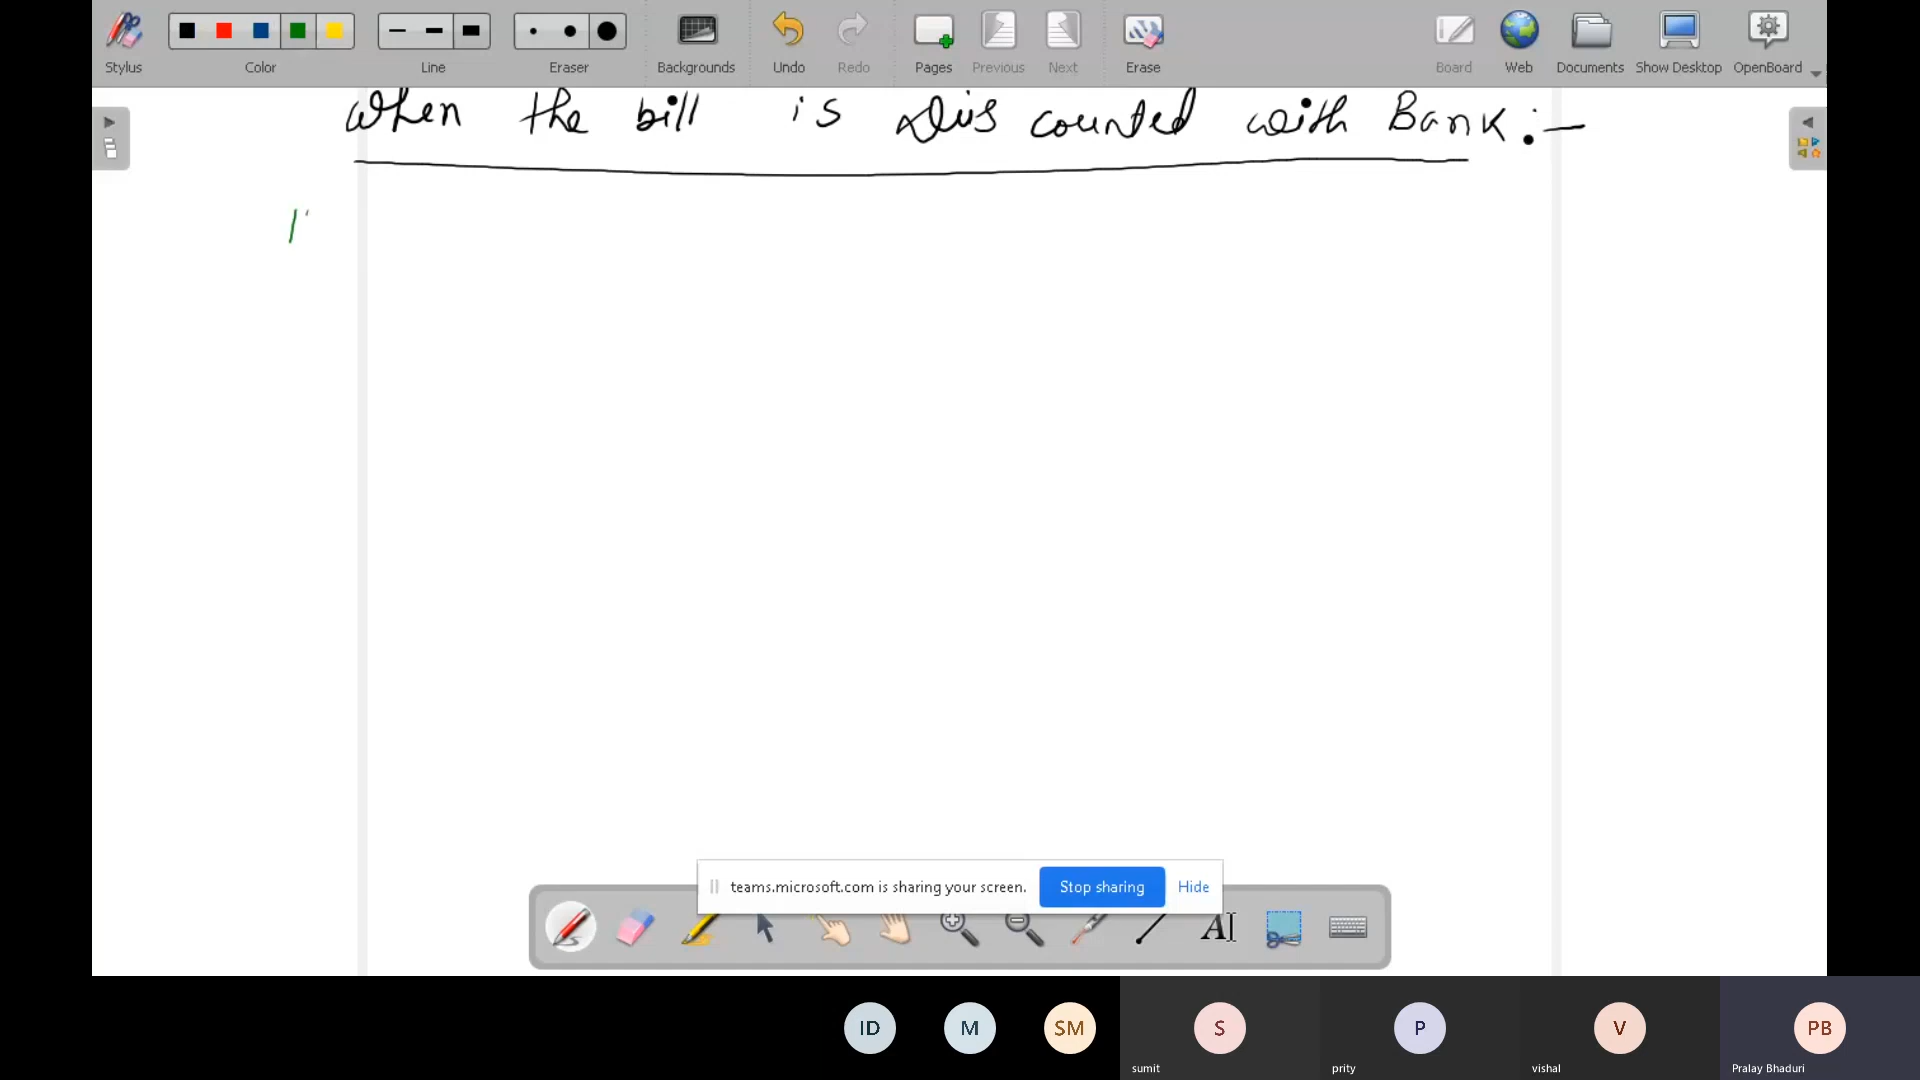 Stylus Color Line Eraser Backgrounds Undo Redo Pages Previous Next Erase Board Web Documents Show Desktop OpenBoard
When the bill is Discounted with Bank:-
teams.microsoft.com is sharing your screen. Stop sharing Hide
ID M SM S P V PB
sumit prity vishal Pralay Bhaduri